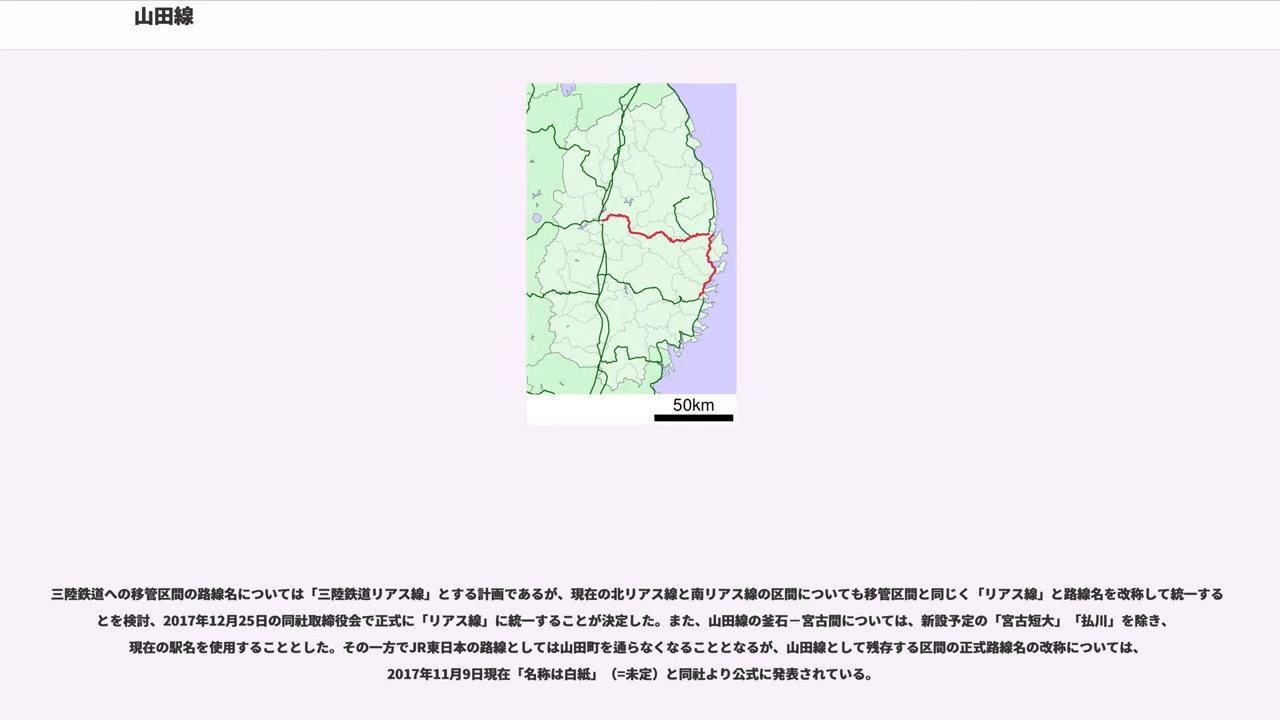 山田線
50km
三陸鉄道への移管区間の路線名については「三陸鉄道リアス線」とする計画であるが、現在の北リアス線と南リアス線の区間についても移管区間と同じく「リアス線」と路線名を改称して統一する
とを検討、2017年12月25日の同社取締役会で正式に「リアス線」に統一することが決定した。また、山田線の釜石－宮古間については、新設予定の「宮古短大」「払川」を除き、
現在の駅名を使用することとした。その一方でJR東日本の路線としては山田町を通らなくなることとなるが、山田線として残存する区間の正式路線名の改称については、
2017年11月9日現在「名称は白紙」（=未定）と同社より公式に発表されている。